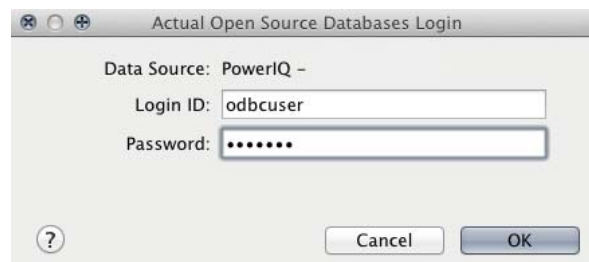 Actual Open Source Databases Login
Data Source: PowerIQ –
Login ID: odbcuser
Password: •••••••
?
Cancel OK